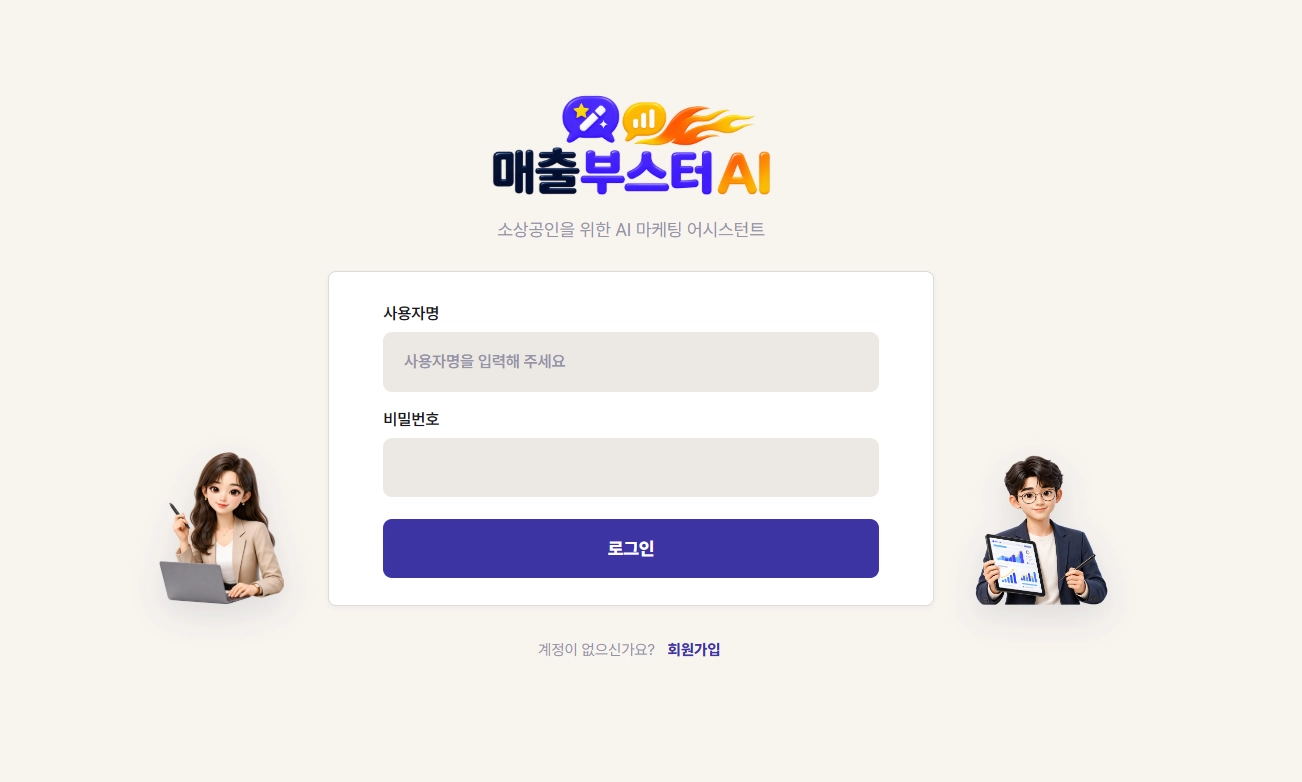 매출부스터AI
소상공인을 위한 AI 마케팅 어시스턴트
사용자명
사용자명을 입력해 주세요
비밀번호
로그인
계정이 없으신가요? 회원가입